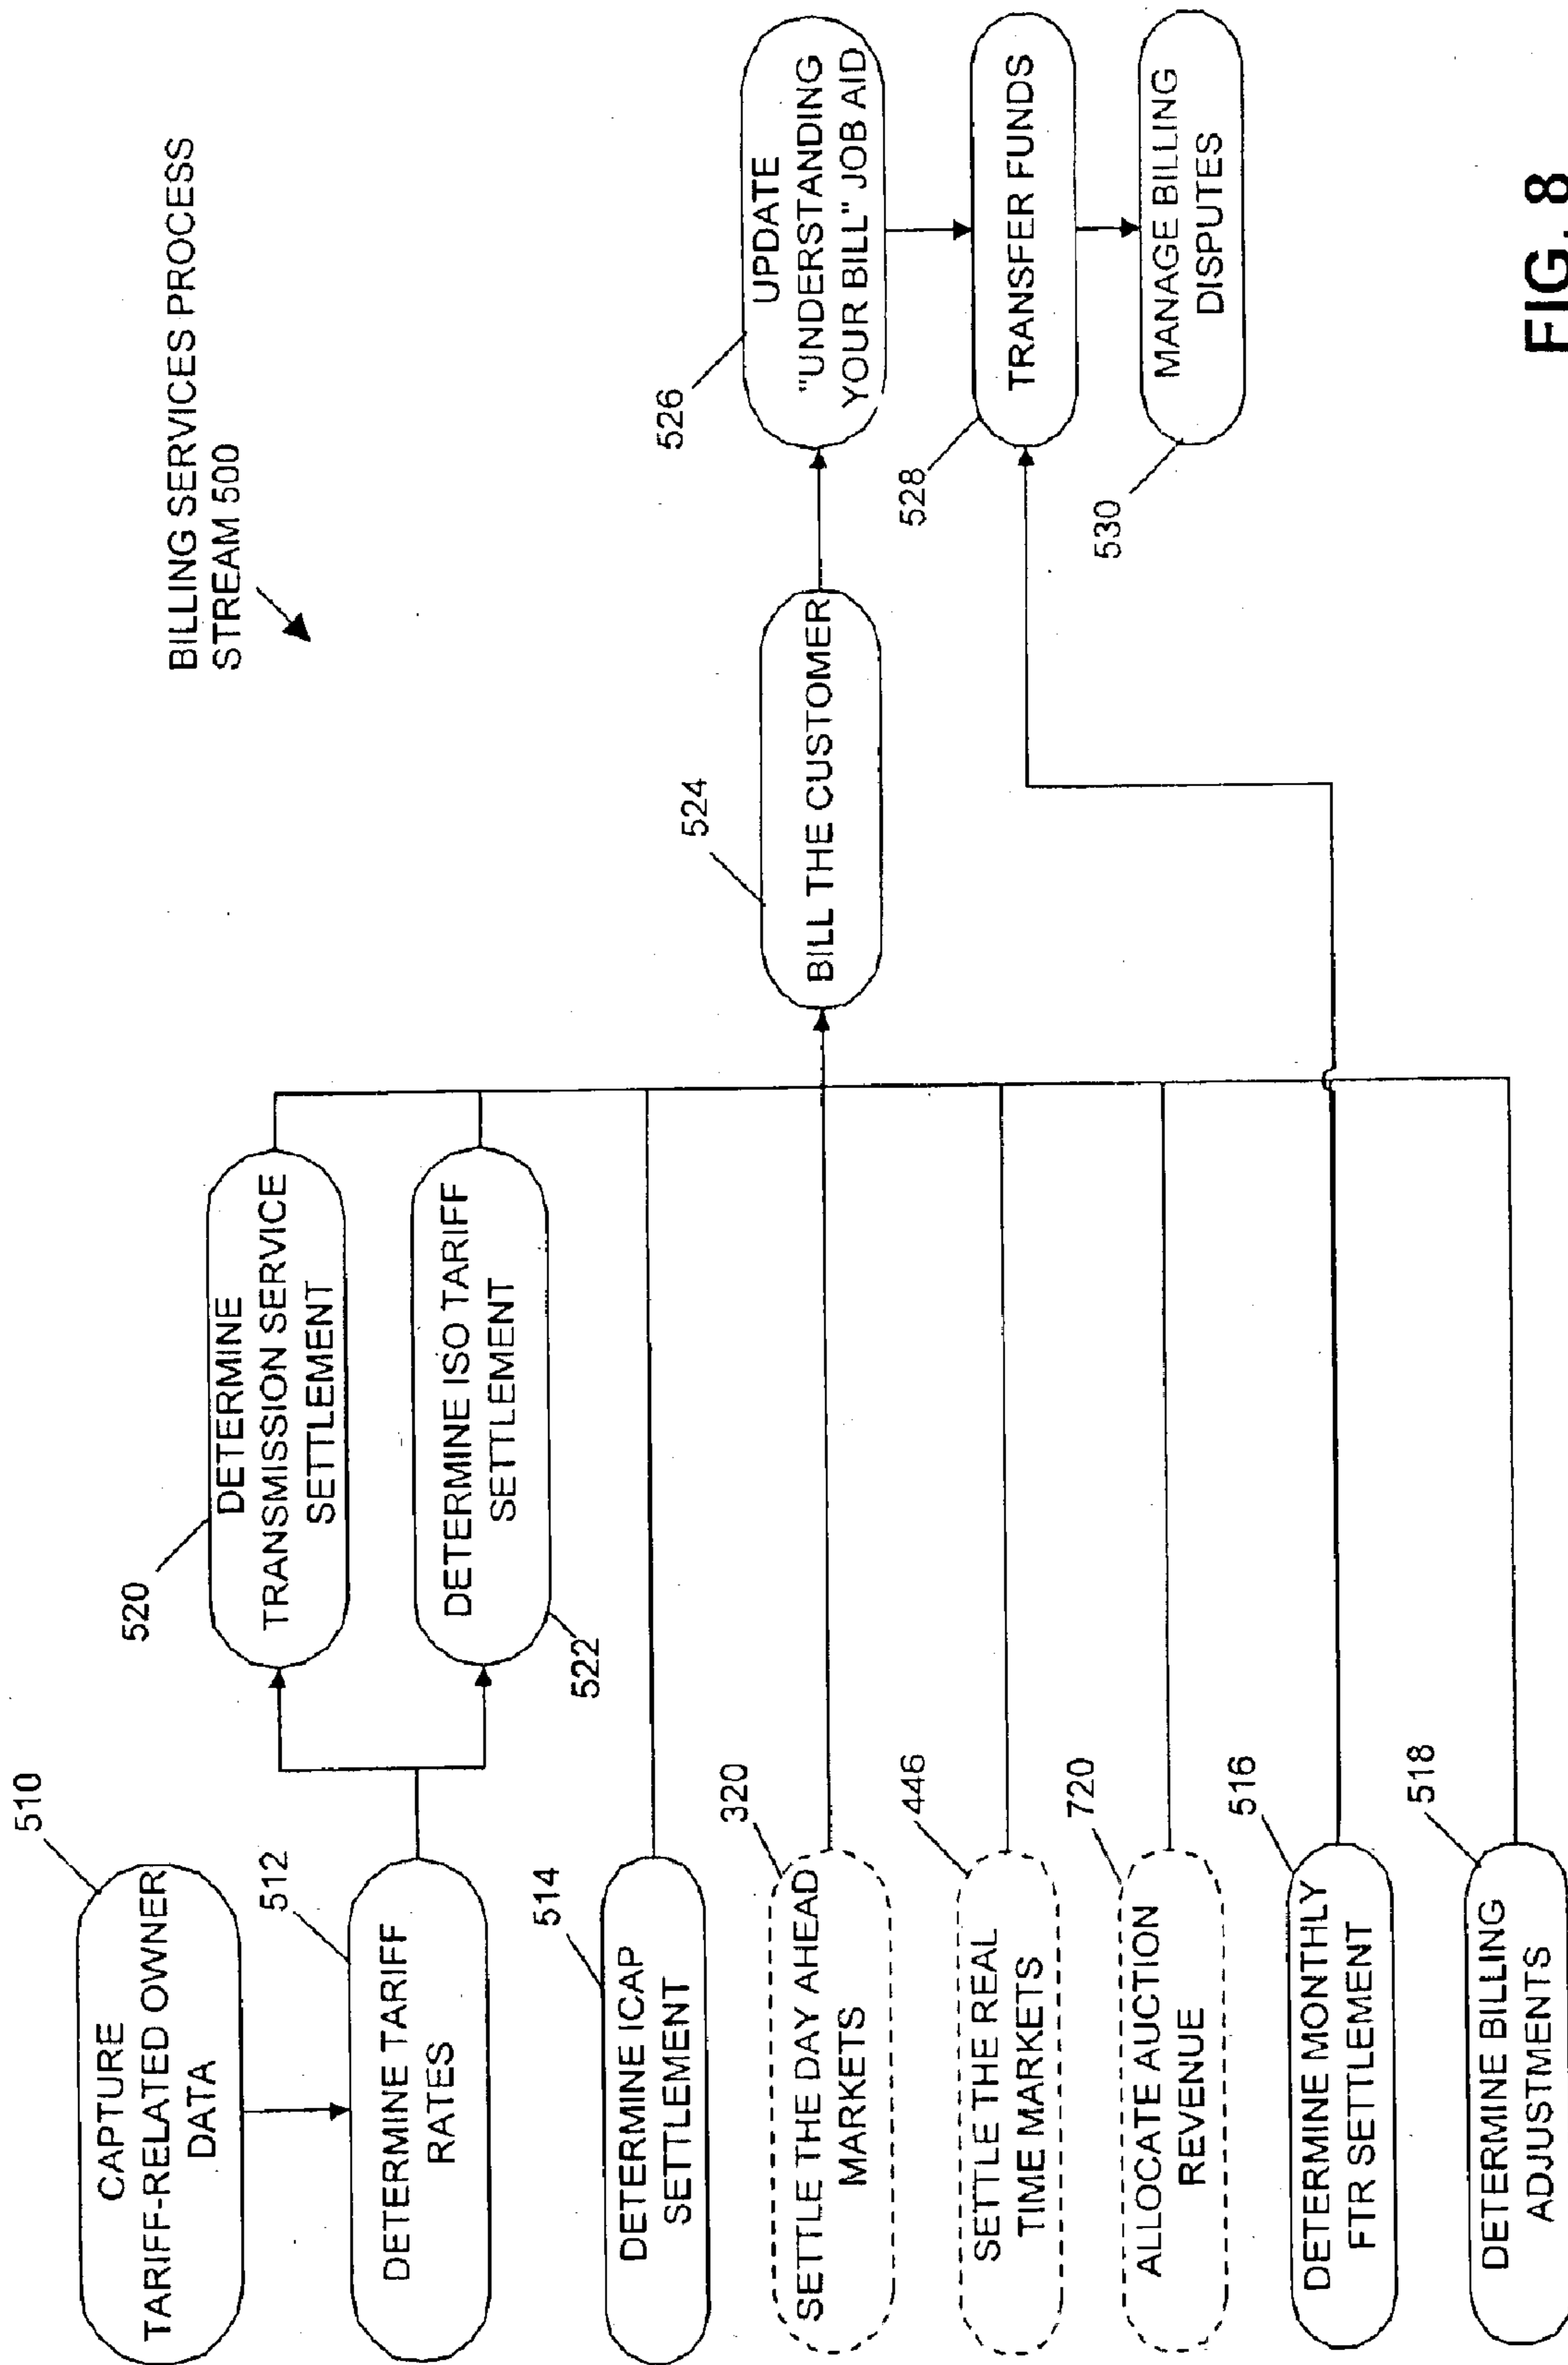 BILLING SERVICES PROCESS
STREAM 500
510
CAPTURE
TARIFF-RELATED OWNER
DATA
512
DETERMINE TARIFF
RATES
520
DETERMINE
TRANSMISSION SERVICE
SETTLEMENT
DETERMINE ISO TARIFF
SETTLEMENT
522
514
DETERMINE ICAP
SETTLEMENT
320
SETTLE THE DAY AHEAD
MARKETS
446
SETTLE THE REAL
TIME MARKETS
720
ALLOCATE AUCTION
REVENUE
516
DETERMINE MONTHLY
FTR SETTLEMENT
518
DETERMINE BILLING
ADJUSTMENTS
524
BILL THE CUSTOMER
526
UPDATE
"UNDERSTANDING
YOUR BILL" JOB AID
528
TRANSFER FUNDS
530
MANAGE BILLING
DISPUTES
FIG. 8